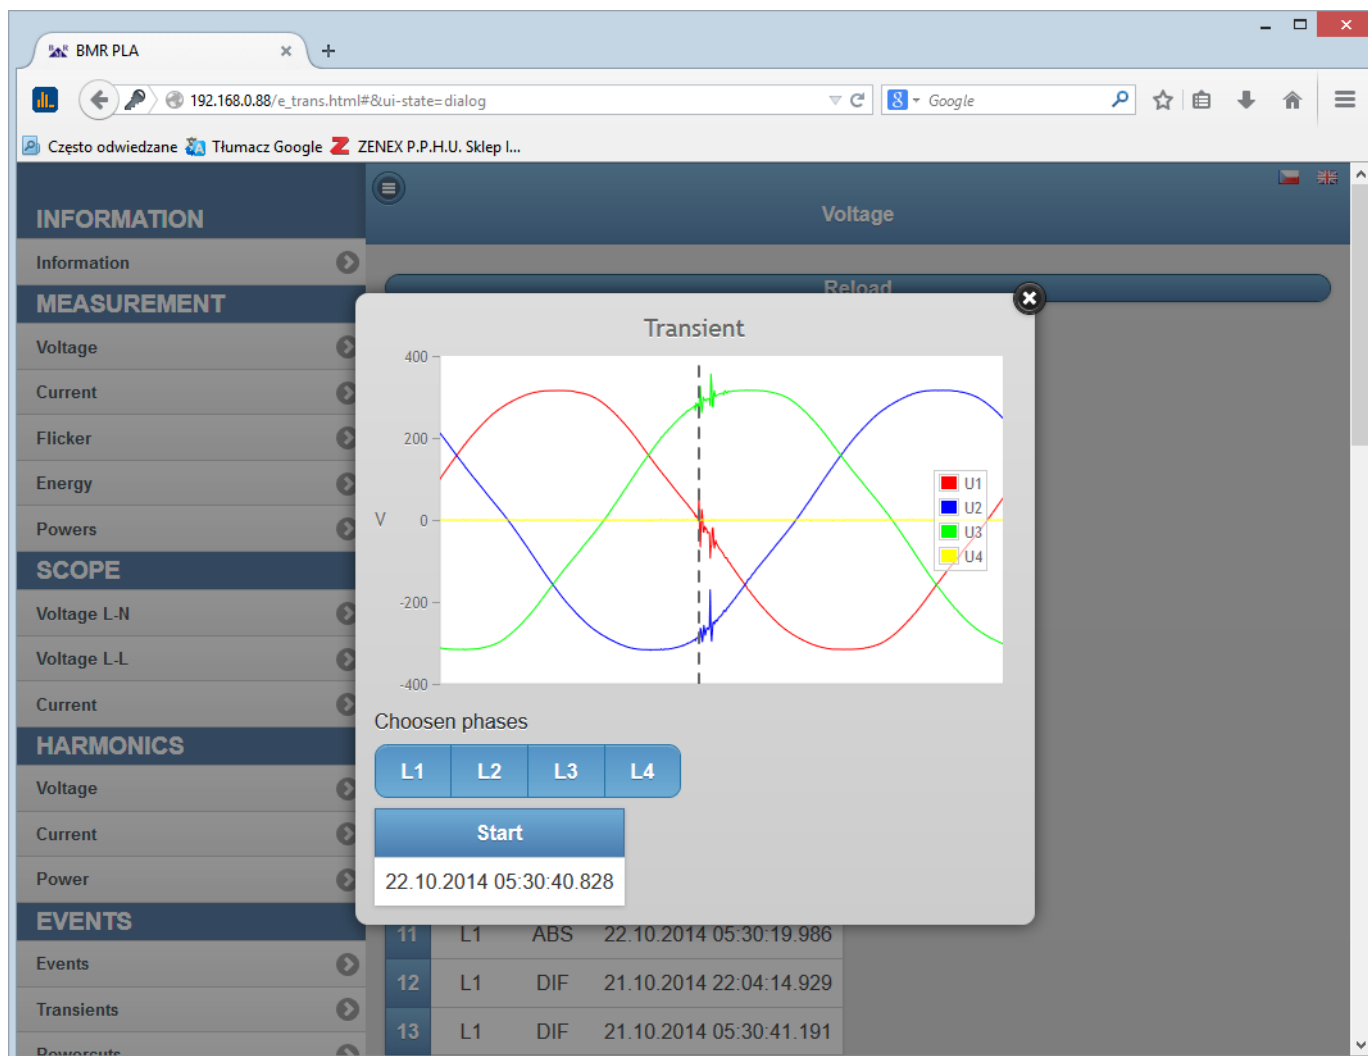 BMR PLA
192.168.0.88/e_trans.html#&ui-state=dialog
Google
Często odwiedzane Tłumacz Google ZENEX P.P.H.U. Sklep I...
INFORMATION
Information
MEASUREMENT
Voltage
Current
Flicker
Energy
Powers
SCOPE
Voltage L-N
Voltage L-L
Current
HARMONICS
Voltage
Current
Power
EVENTS
Events
Transients
Powercuts
Voltage
Reload
Transient
400
200
V 0
-200
-400
U1
U2
U3
U4
Choosen phases
L1 L2 L3 L4
Start
22.10.2014 05:30:40.828
11 L1 ABS 22.10.2014 05:30:19.986
12 L1 DIF 21.10.2014 22:04:14.929
13 L1 DIF 21.10.2014 05:30:41.191